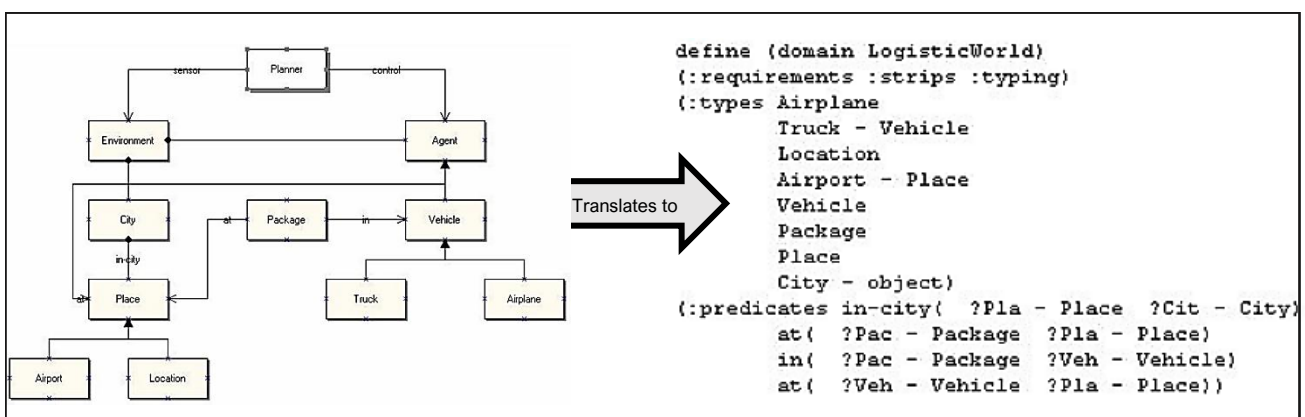 Planner
sensor
control
Environment
Agent
City
at
Package
in
Vehicle
in-city
at
Place
Truck
Airplane
Airport
Location
Translates to
define (domain LogisticWorld)
(:requirements :strips :typing)
(:types Airplane
Truck - Vehicle
Location
Airport - Place
Vehicle
Package
Place
City - object)
(:predicates in-city( ?Pla - Place ?Cit - City)
at( ?Pac - Package ?Pla - Place)
in( ?Pac - Package ?Veh - Vehicle)
at( ?Veh - Vehicle ?Pla - Place))